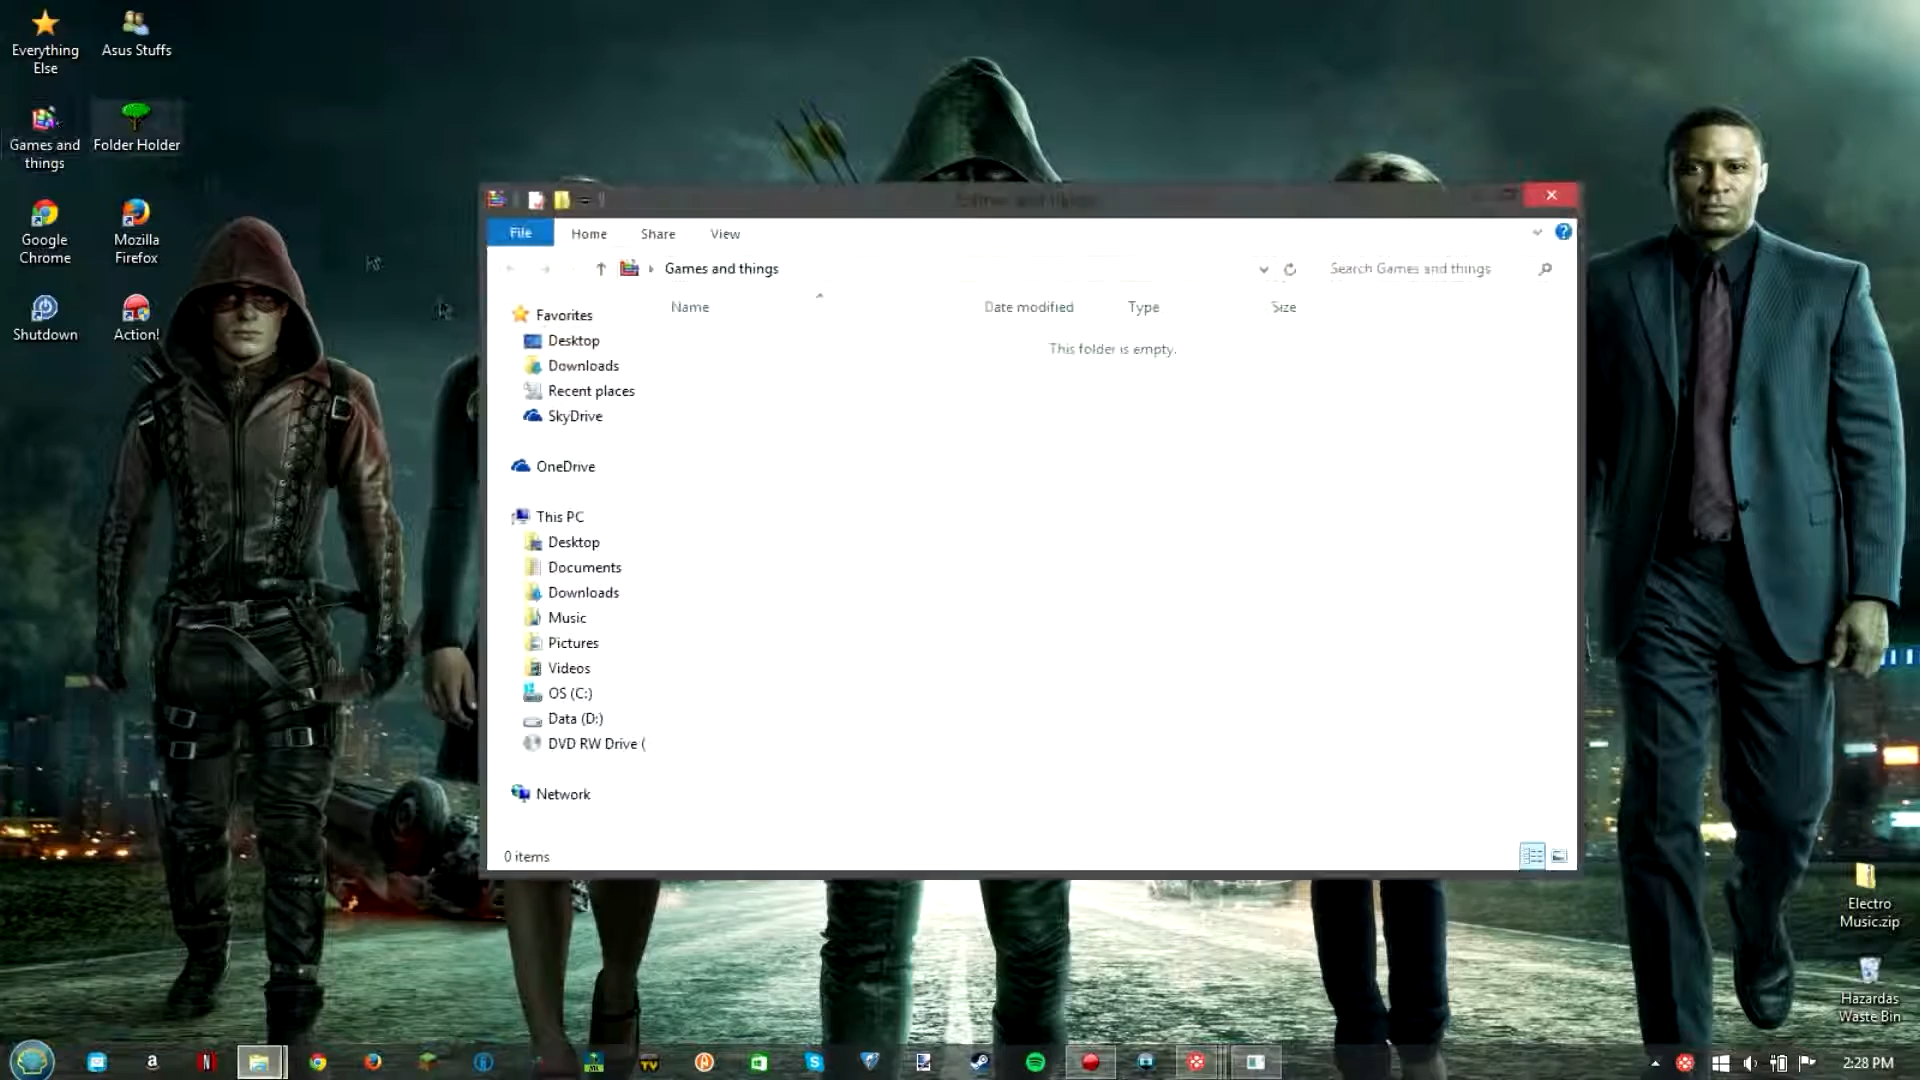 Everything
Else
Asus Stuffs
Games and
things
Folder Holder
Google
Chrome
Mozilla
Firefox
Shutdown
Action!
File
Home
Share
View
Games and things
Search Games and things
Name
Date modified
Type
Size
This folder is empty.
Favorites
Desktop
Downloads
Recent places
SkyDrive
OneDrive
This PC
Desktop
Documents
Downloads
Music
Pictures
Videos
OS (C:)
Data (D:)
DVD RW Drive (
Network
0 items
Electro
Music.zip
Hazardas
Waste Bin
2:28 PM